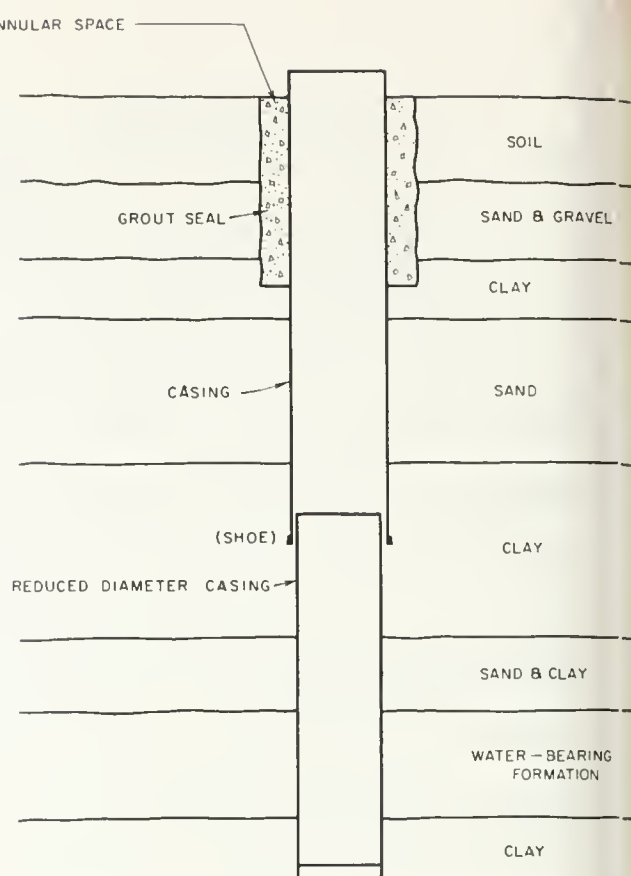 NNULAR SPACE
SOIL
GROUT SEAL
SAND & GRAVEL
CLAY
CASING
SAND
(SHOE)
CLAY
REDUCED DIAMETER CASING
SAND & CLAY
WATER-BEARING
FORMATION
CLAY